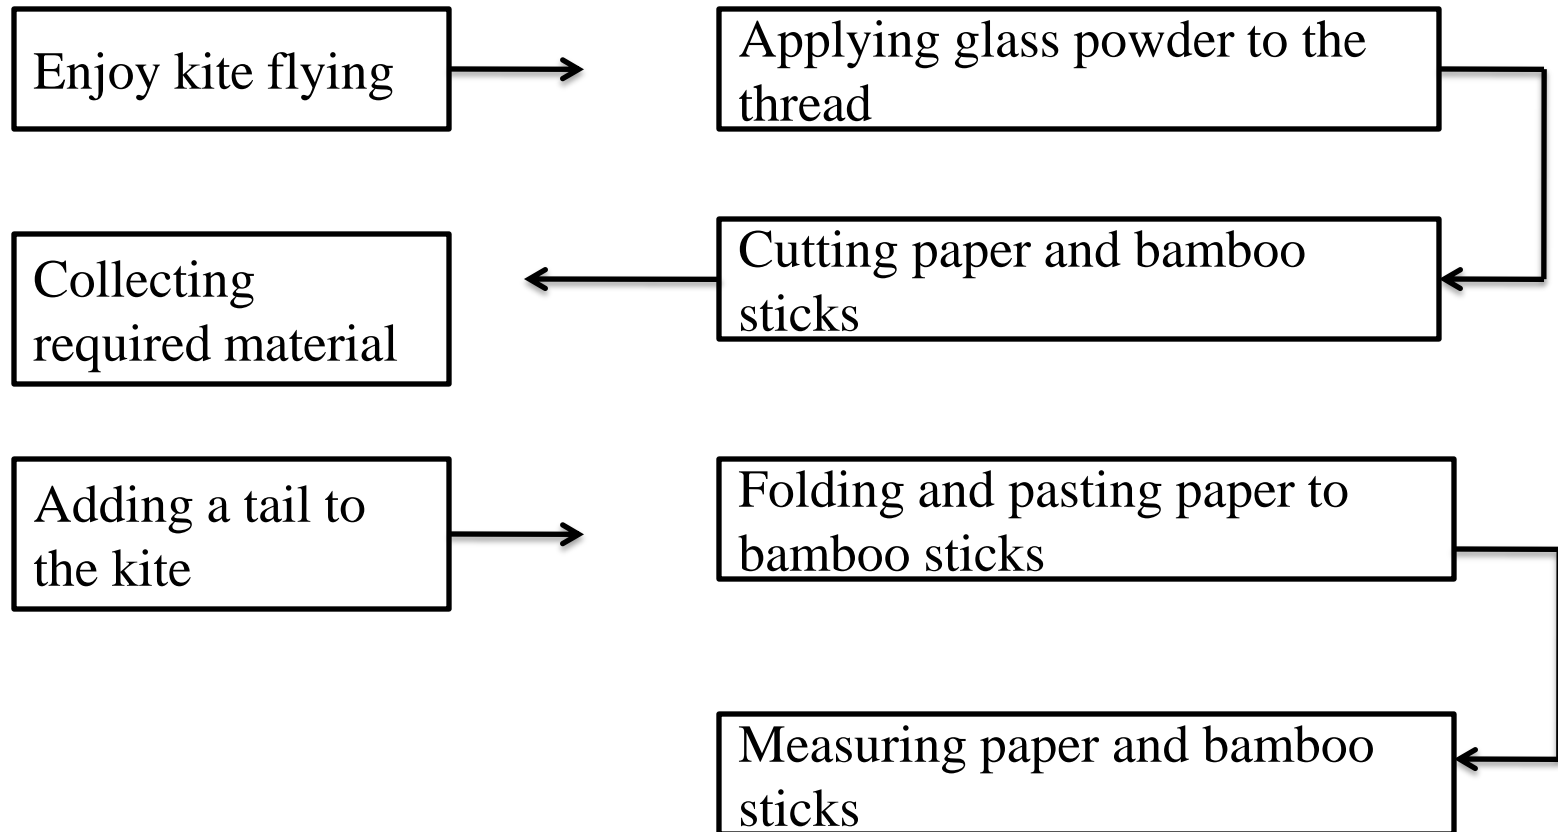 Enjoy kite flying
Applying glass powder to the
thread
Cutting paper and bamboo
sticks
Collecting
required material
Adding a tail to
the kite
Folding and pasting paper to
bamboo sticks
Measuring paper and bamboo
sticks